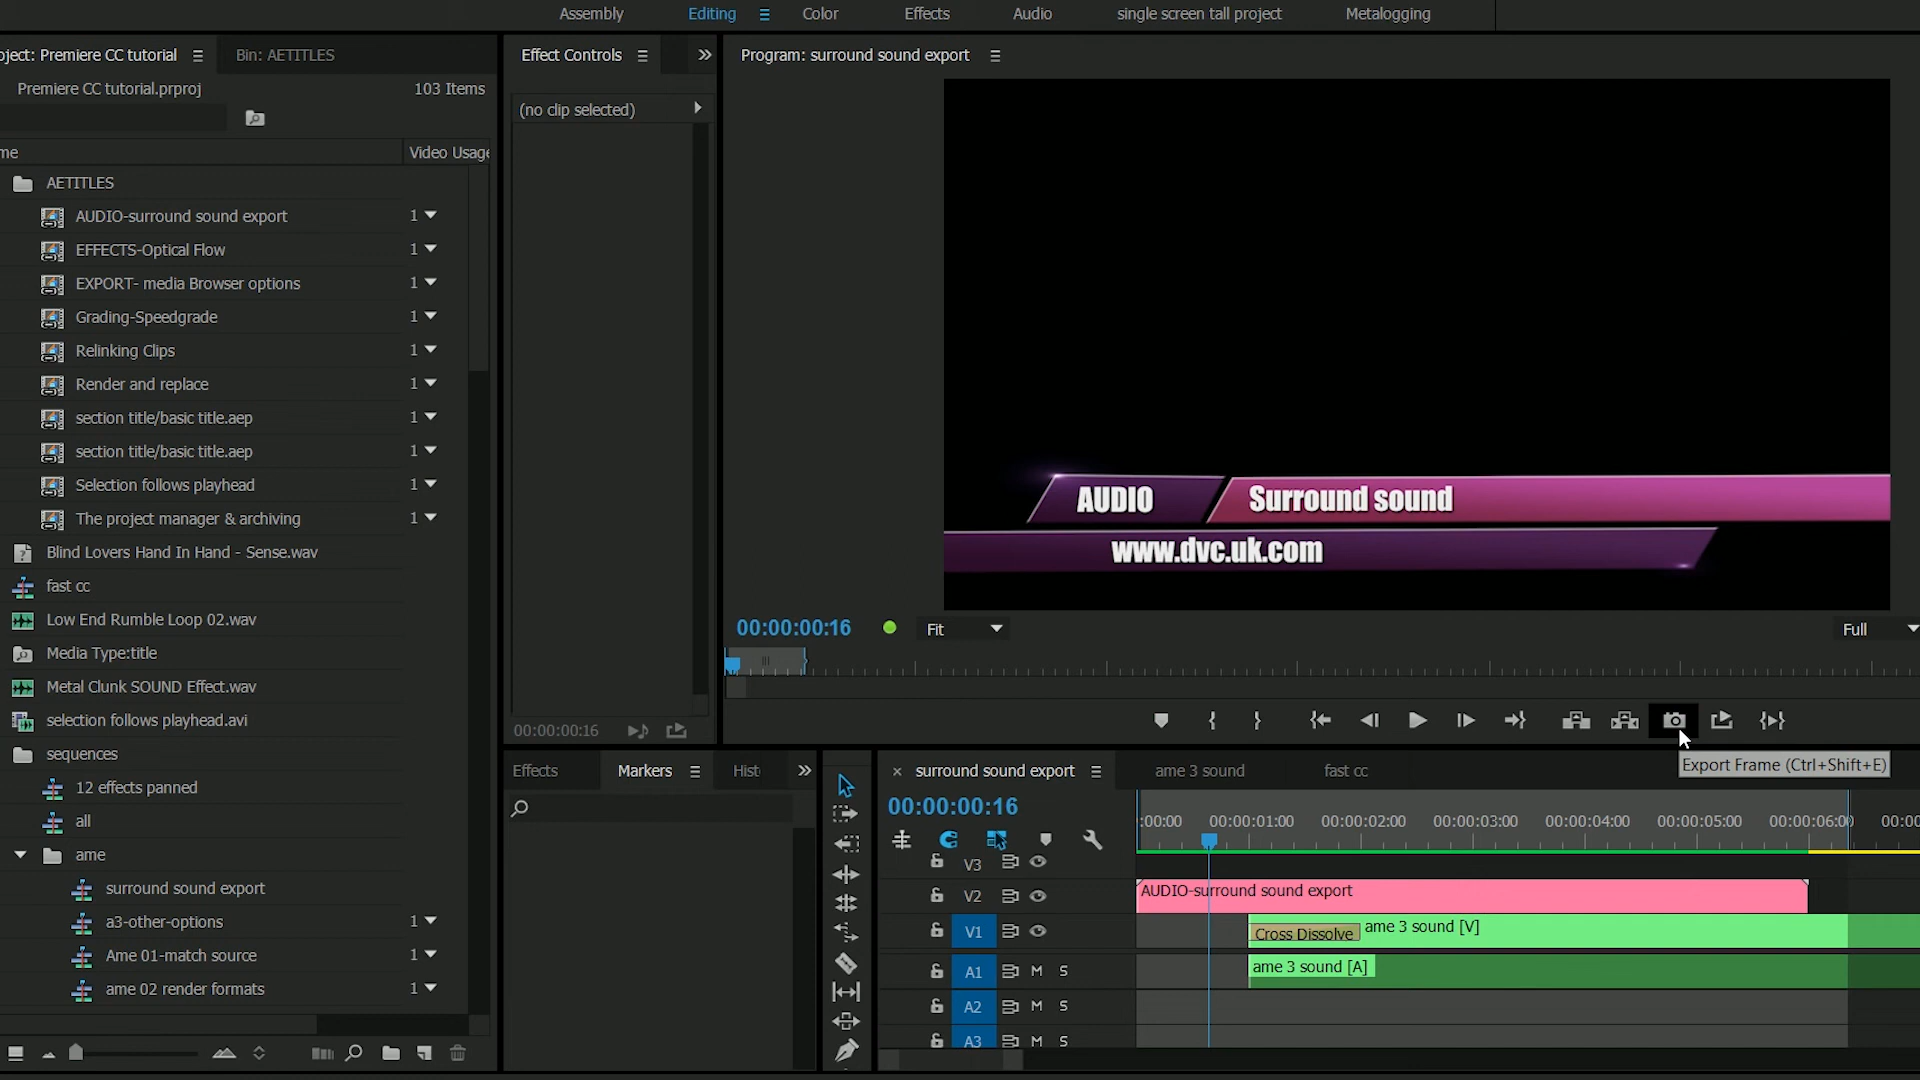 Assembly
Editing
Color
Effects
Audio
single screen tall project
Metalogging
oject: Premiere CC tutorial
Bin: AETITLES
Premiere CC tutorial.prproj
103 Items
me
Video Usage
AETITLES
AUDIO-surround sound export 1
EFFECTS-Optical Flow 1
EXPORT- media Browser options 1
Grading-Speedgrade 1
Relinking Clips 1
Render and replace 1
section title/basic title.aep 1
section title/basic title.aep 1
Selection follows playhead 1
The project manager & archiving 1
Blind Lovers Hand In Hand - Sense.wav
fast cc
Low End Rumble Loop 02.wav
Media Type:title
Metal Clunk SOUND Effect.wav
selection follows playhead.avi
sequences
12 effects panned
all
ame
surround sound export
a3-other-options 1
Ame 01-match source 1
ame 02 render formats 1
Effect Controls
(no clip selected)
00:00:00:16
Program: surround sound export
AUDIO Surround sound
www.dvc.uk.com
00:00:00:16
Fit
Full
Export Frame (Ctrl+Shift+E)
Effects
Markers
Hist
surround sound export
ame 3 sound
fast cc
00:00:00:16
:00:00 00:00:01:00 00:00:02:00 00:00:03:00 00:00:04:00 00:00:05:00 00:00:06:00 00:00:0
V3
V2
AUDIO-surround sound export
V1
Cross Dissolve
ame 3 sound [V]
A1 M S
ame 3 sound [A]
A2 M S
A3 M S